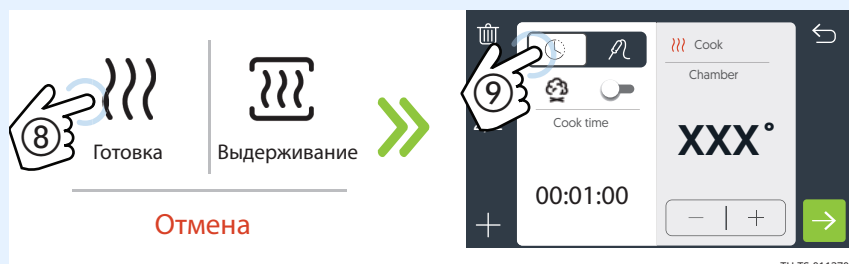 8
Готовка
Выдерживание
Отмена
9
Cook time
00:01:00
Cook
Chamber
XXX°